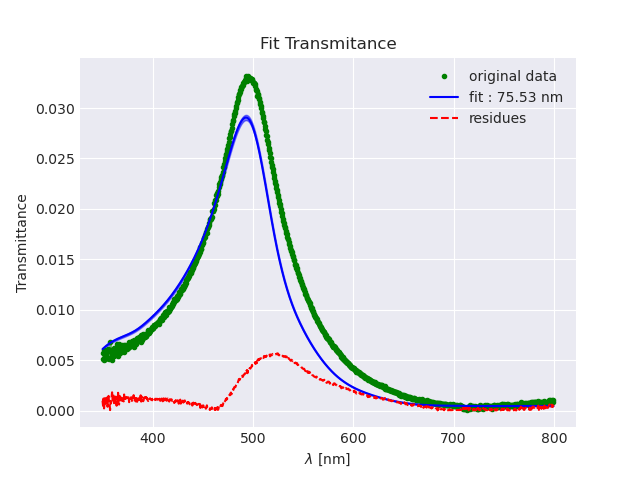 Fit Transmitance
original data
fit : 75.53 nm
residues
Transmittance
0.030
0.025
0.020
0.015
0.010
0.005
0.000
400 500 600 700 800
λ [nm]